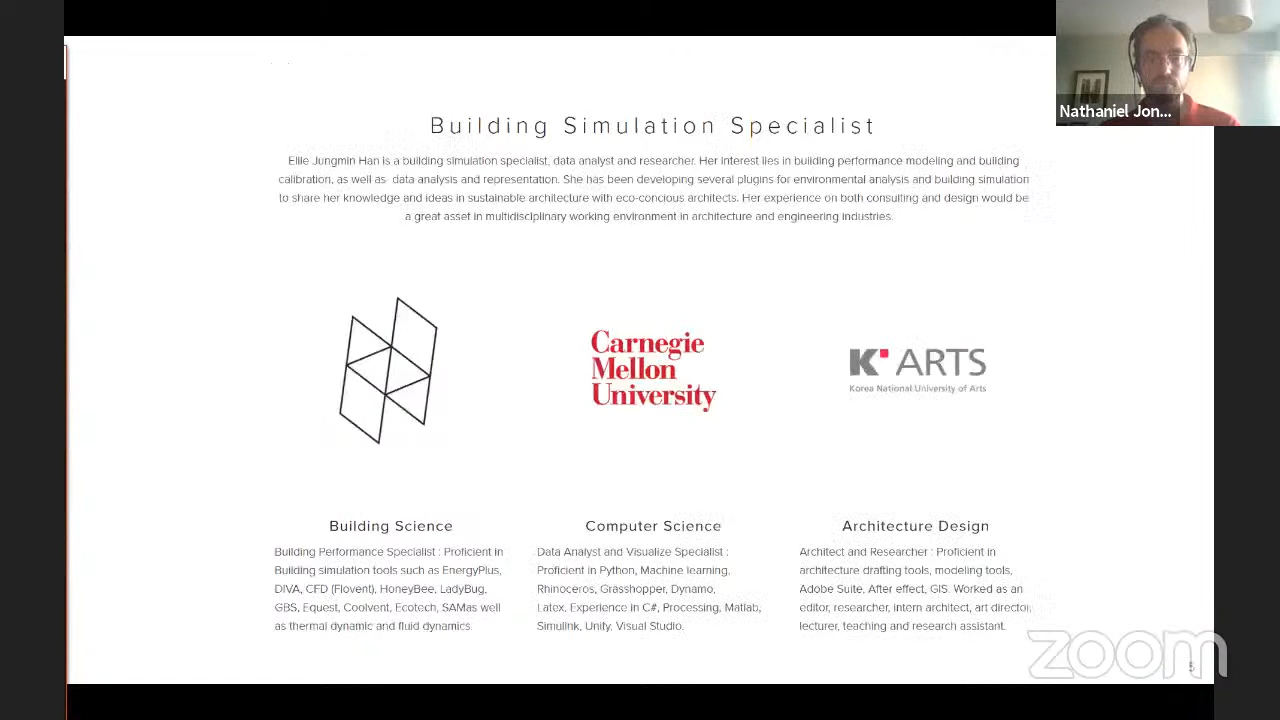 Nathaniel Jon...
Building Simulation Specialist
Ellie Jungmin Han is a building simulation specialist, data analyst and researcher. Her interest lies in building performance modeling and building
calibration, as well as data analysis and representation. She has been developing several plugins for environmental analysis and building simulation
to share her knowledge and ideas in sustainable architecture with eco-concious architects. Her experience on both consulting and design would be
a great asset in multidisciplinary working environment in architecture and engineering industries.
Carnegie
Mellon
University
K ARTS
Korea National University of Arts
Building Science
Building Performance Specialist : Proficient in
Building simulation tools such as EnergyPlus,
DIVA, CFD (Flovent), HoneyBee, LadyBug,
GBS, Equest, Coolvent, Ecotech, SAMas well
as thermal dynamic and fluid dynamics.
Computer Science
Data Analyst and Visualize Specialist :
Proficient in Python, Machine learning,
Rhinoceros, Grasshopper, Dynamo,
Latex. Experience in C#, Processing, Matlab,
Simulink, Unity, Visual Studio.
Architecture Design
Architect and Researcher : Proficient in
architecture drafting tools, modeling tools,
Adobe Suite, After effect, GIS. Worked as an
editor, researcher, intern architect, art director,
lecturer, teaching and research assistant.
zoom
5